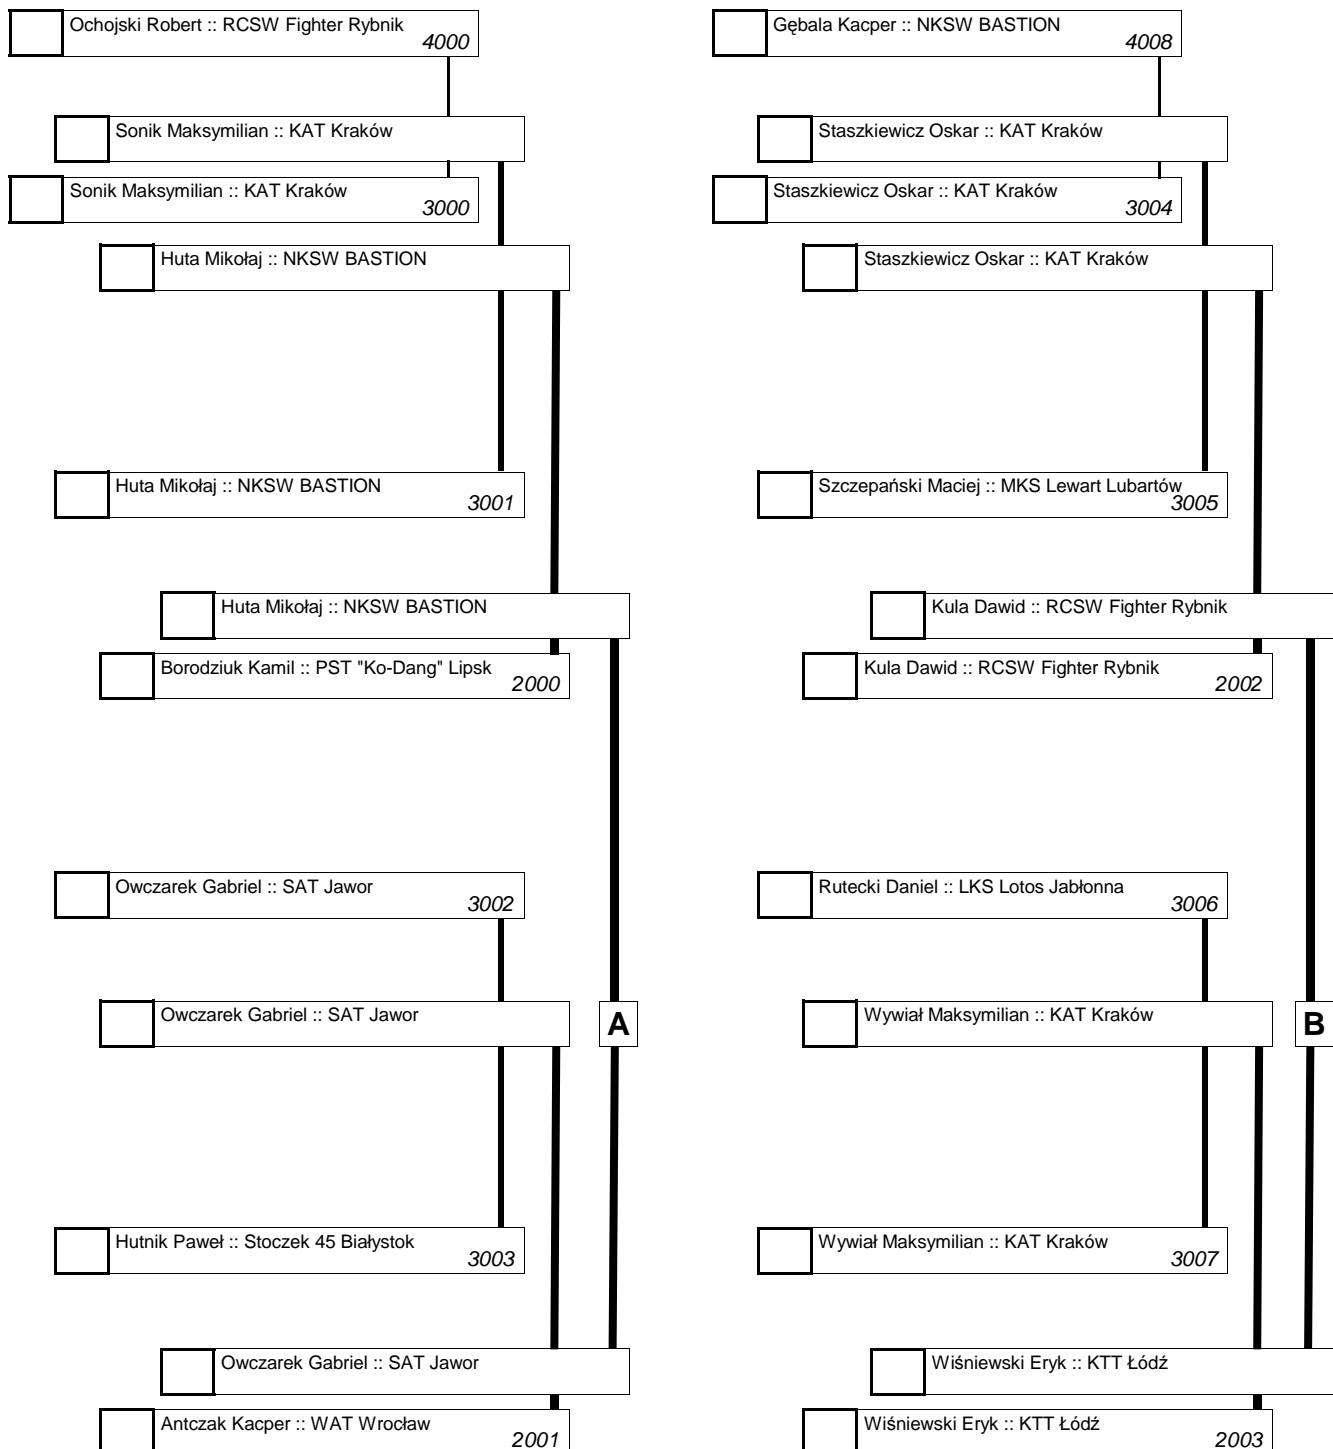 Ochojski Robert :: RCSW Fighter Rybnik
4000
Sonik Maksymilian :: KAT Kraków
Sonik Maksymilian :: KAT Kraków
3000
Huta Mikołaj :: NKSW BASTION
Huta Mikołaj :: NKSW BASTION
3001
Huta Mikołaj :: NKSW BASTION
Borodziuk Kamil :: PST "Ko-Dang" Lipsk
2000
Owczarek Gabriel :: SAT Jawor
3002
Owczarek Gabriel :: SAT Jawor
A
Hutnik Paweł :: Stoczek 45 Białystok
3003
Owczarek Gabriel :: SAT Jawor
Antczak Kacper :: WAT Wrocław
2001
Gębala Kacper :: NKSW BASTION
4008
Staszkiewicz Oskar :: KAT Kraków
Staszkiewicz Oskar :: KAT Kraków
3004
Staszkiewicz Oskar :: KAT Kraków
Szczepański Maciej :: MKS Lewart Lubartów
3005
Kula Dawid :: RCSW Fighter Rybnik
Kula Dawid :: RCSW Fighter Rybnik
2002
Rutecki Daniel :: LKS Lotos Jabłonna
3006
Wywiał Maksymilian :: KAT Kraków
B
Wywiał Maksymilian :: KAT Kraków
3007
Wiśniewski Eryk :: KTT Łódź
Wiśniewski Eryk :: KTT Łódź
2003